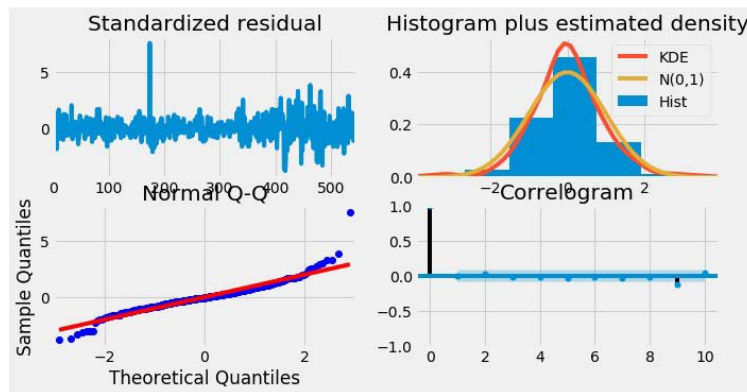 Standardized residual
5
0
0 100 200 300 400 500
Histogram plus estimated density
KDE
N(0,1)
Hist
0.4
0.2
0.0
−2 0 2
Normal Q-Q
Sample Quantiles
5
0
−2 0 2
Theoretical Quantiles
Correlogram
1.0
0.5
0.0
−0.5
−1.0
0 2 4 6 8 10